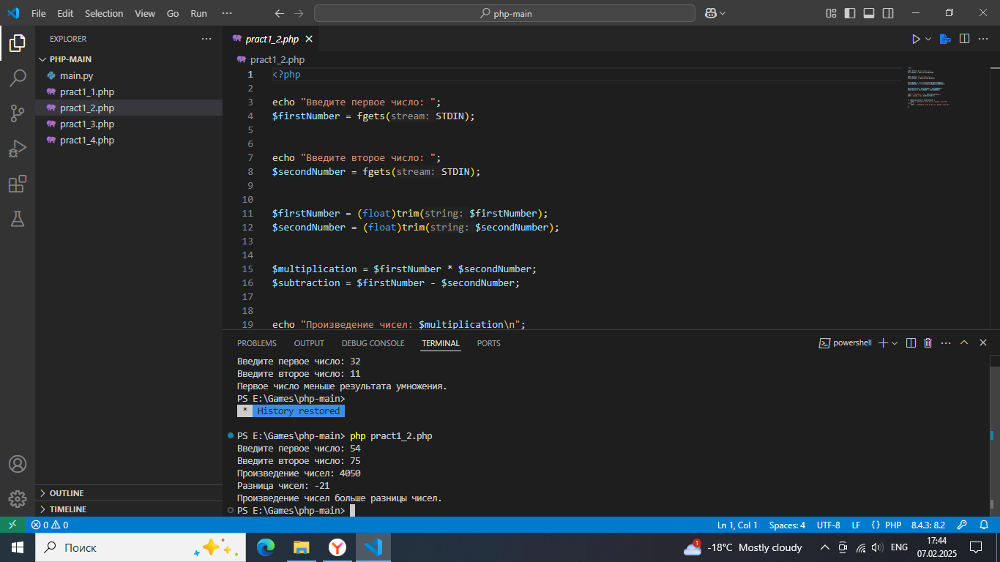 File Edit Selection View Go Run ··· php-main
EXPLORER ···
PHP-MAIN
main.py
pract1_1.php
pract1_2.php
pract1_3.php
pract1_4.php
OUTLINE
TIMELINE
pract1_2.php
pract1_2.php
1 <?php
2
3 echo "Введите первое число: ";
4 $firstNumber = fgets(stream: STDIN);
5
6
7 echo "Введите второе число: ";
8 $secondNumber = fgets(stream: STDIN);
9
10
11 $firstNumber = (float)trim(string: $firstNumber);
12 $secondNumber = (float)trim(string: $secondNumber);
13
14
15 $multiplication = $firstNumber * $secondNumber;
16 $subtraction = $firstNumber - $secondNumber;
17
18
19 echo "Произведение чисел: $multiplication\n";
PROBLEMS OUTPUT DEBUG CONSOLE TERMINAL PORTS powershell
Введите первое число: 32
Введите второе число: 11
Первое число меньше результата умножения.
PS E:\Games\php-main>
* History restored
PS E:\Games\php-main> php pract1_2.php
Введите первое число: 54
Введите второе число: 75
Произведение чисел: 4050
Разница чисел: -21
Произведение чисел больше разницы чисел.
PS E:\Games\php-main>
0 0 Ln 1, Col 1 Spaces: 4 UTF-8 LF {} PHP 8.4.3: 8.2
Поиск 1 -18°C Mostly cloudy ENG 17:44
07.02.2025